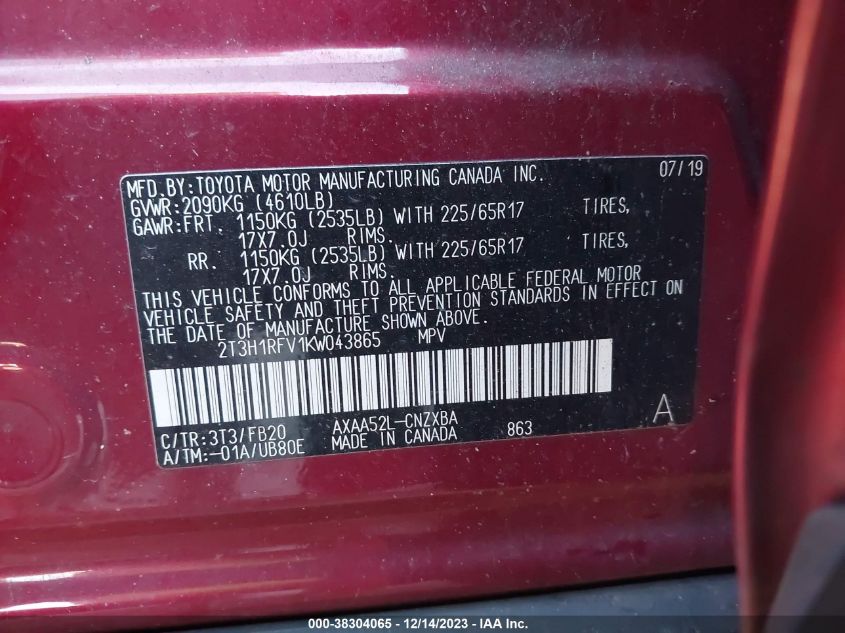 MFD.BY:TOYOTA MOTOR MANUFACTURING CANADA INC. 07/19
GVWR:2090KG (4610LB)
GAWR:FRT. 1150KG (2535LB) WITH 225/65R17 TIRES,
17X7.0J RIMS.
RR. 1150KG (2535LB) WITH 225/65R17 TIRES,
17X7.0J RIMS.
THIS VEHICLE CONFORMS TO ALL APPLICABLE FEDERAL MOTOR
VEHICLE SAFETY AND THEFT PREVENTION STANDARDS IN EFFECT ON
THE DATE OF MANUFACTURE SHOWN ABOVE.
2T3H1RFV1KW043865 MPV
C/TR:3T3/FB20 AXAA52L-CNZXBA 863 A
A/TM:-01A/UB80E MADE IN CANADA
000-38304065 - 12/14/2023 - IAAI.com